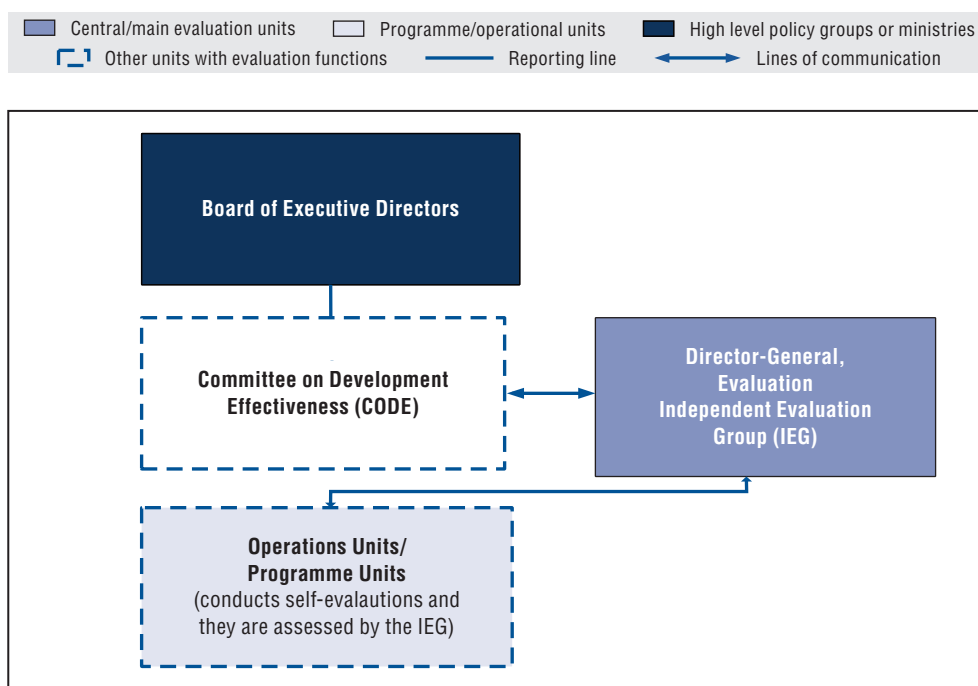 Central/main evaluation units
Programme/operational units
High level policy groups or ministries
Other units with evaluation functions
Reporting line
Lines of communication
Board of Executive Directors
Committee on Development
Effectiveness (CODE)
Director-General,
Evaluation
Independent Evaluation
Group (IEG)
Operations Units/
Programme Units
(conducts self-evalautions and
they are assessed by the IEG)